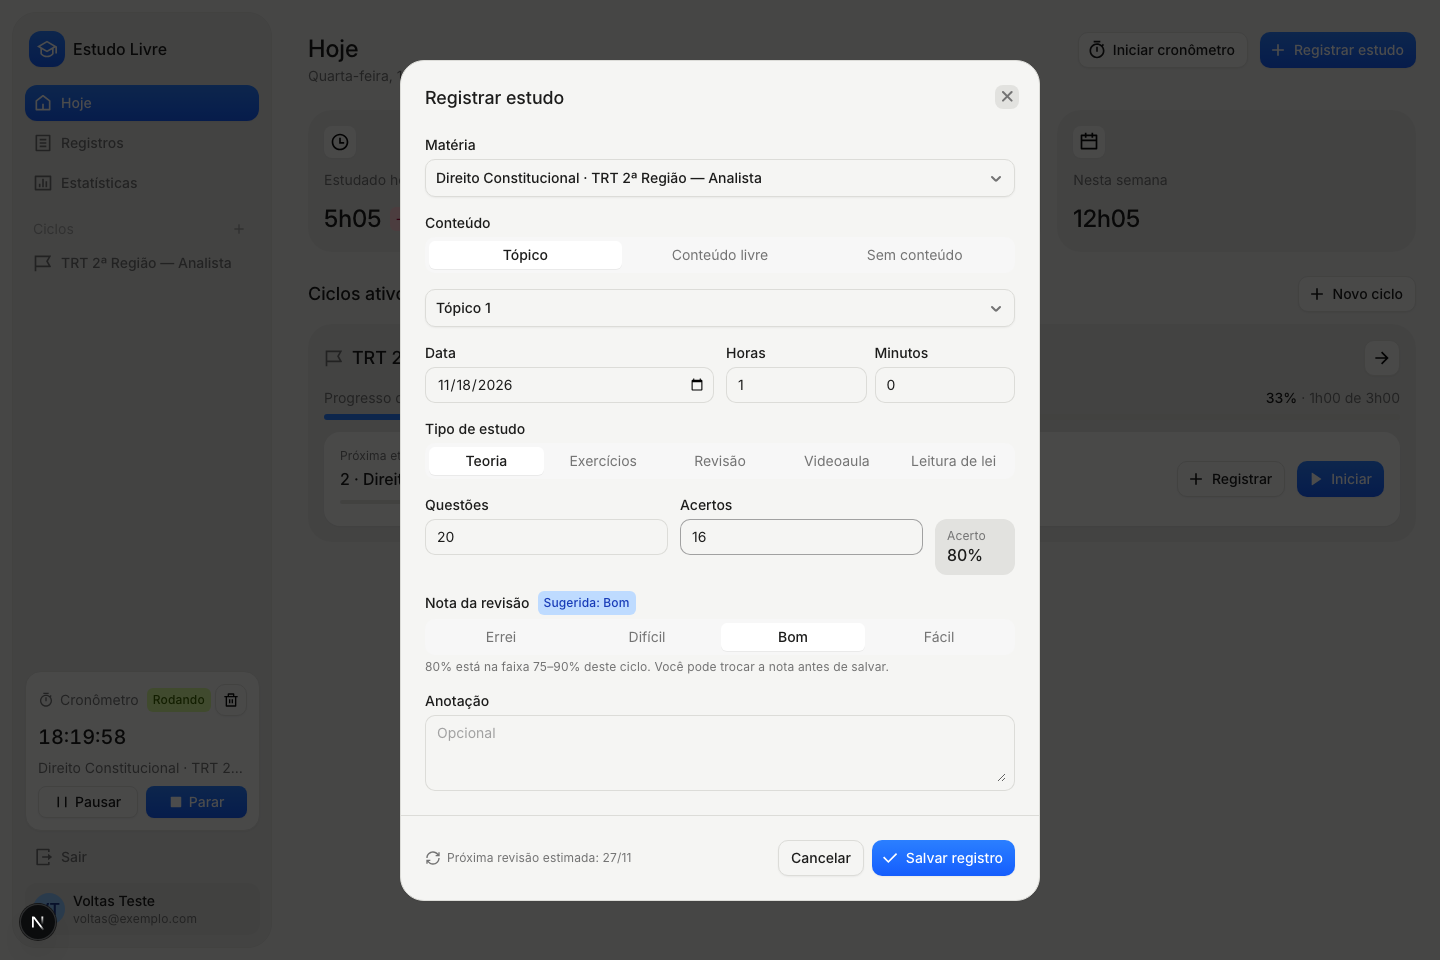 Estudo Livre
Hoje
Registros
Estatísticas
Ciclos
TRT 2ª Região — Analista
Cronômetro
Rodando
18:19:58
Direito Constitucional · TRT 2...
Pausar
Parar
Sair
Voltas Teste
voltas@exemplo.com
N
Hoje
Quarta-feira,
Iniciar cronômetro
Registrar estudo
Estudado
5h05
Nesta semana
12h05
Ciclos
Novo ciclo
TRT 2
Progresso
33% · 1h00 de 3h00
Próxima
2 ·
Registrar
Iniciar
Registrar estudo
Matéria
Direito Constitucional · TRT 2ª Região — Analista
Conteúdo
Tópico
Conteúdo livre
Sem conteúdo
Tópico 1
Data
Horas
Minutos
11/18/2026
1
0
Tipo de estudo
Teoria
Exercícios
Revisão
Videoaula
Leitura de lei
Questões
Acertos
20
16
Acerto
80%
Nota da revisão
Sugerida: Bom
Errei
Difícil
Bom
Fácil
80% está na faixa 75–90% deste ciclo. Você pode trocar a nota antes de salvar.
Anotação
Opcional
Próxima revisão estimada: 27/11
Cancelar
Salvar registro